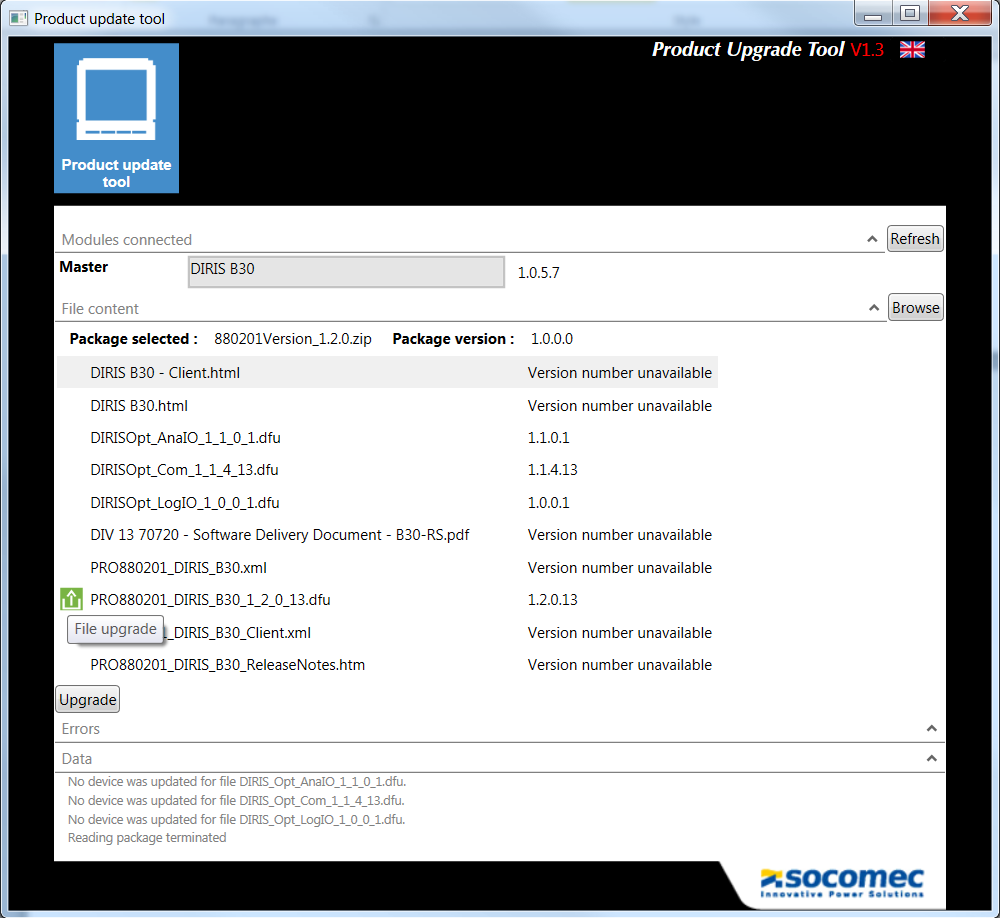 Product update tool
Product Upgrade Tool V1.3
Product update
tool
Modules connected
Refresh
Master
DIRIS B30
1.0.5.7
File content
Browse
Package selected : 880201Version_1.2.0.zip Package version : 1.0.0.0
DIRIS B30 - Client.html Version number unavailable
DIRIS B30.html Version number unavailable
DIRISOpt_AnaIO_1_1_0_1.dfu 1.1.0.1
DIRISOpt_Com_1_1_4_13.dfu 1.1.4.13
DIRISOpt_LogIO_1_0_0_1.dfu 1.0.0.1
DIV 13 70720 - Software Delivery Document - B30-RS.pdf Version number unavailable
PRO880201_DIRIS_B30.xml Version number unavailable
PRO880201_DIRIS_B30_1_2_0_13.dfu 1.2.0.13
File upgrade
_DIRIS_B30_Client.xml Version number unavailable
PRO880201_DIRIS_B30_ReleaseNotes.htm Version number unavailable
Upgrade
Errors
Data
No device was updated for file DIRIS_Opt_AnaIO_1_1_0_1.dfu.
No device was updated for file DIRIS_Opt_Com_1_1_4_13.dfu.
No device was updated for file DIRIS_Opt_LogIO_1_0_0_1.dfu.
Reading package terminated
socomec
Innovative Power Solutions